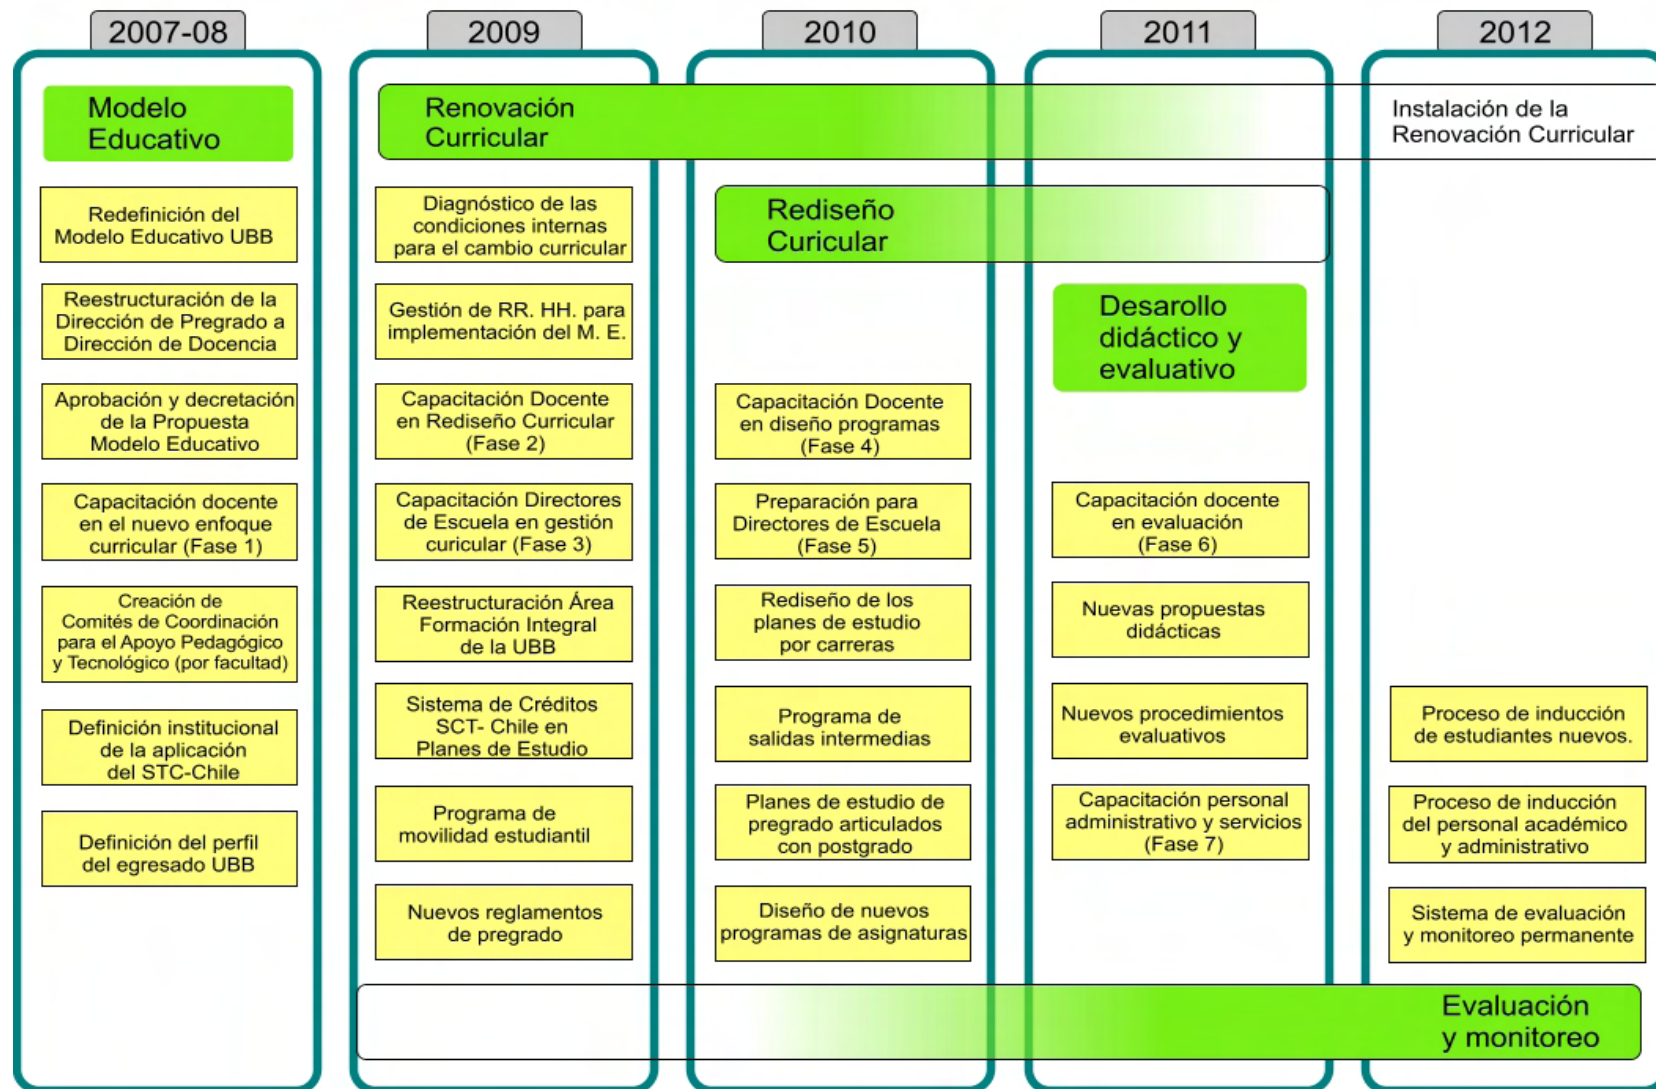 2007-08
Modelo
Educativo
Redefinición del
Modelo Educativo UBB
Reestructuración de la
Dirección de Pregrado a
Dirección de Docencia
Aprobación y decretación
de la Propuesta
Modelo Educativo
Capacitación docente
en el nuevo enfoque
curricular (Fase 1)
Creación de
Comités de Coordinación
para el Apoyo Pedagógico
y Tecnológico (por facultad)
Definición institucional
de la aplicación
del STC-Chile
Definición del perfil
del egresado UBB
2009
Renovación
Curricular
Diagnóstico de las
condiciones internas
para el cambio curricular
Gestión de RR. HH. para
implementación del M. E.
Capacitación Docente
en Rediseño Curricular
(Fase 2)
Capacitación Directores
de Escuela en gestión
curicular (Fase 3)
Reestructuración Área
Formación Integral
de la UBB
Sistema de Créditos
SCT- Chile en
Planes de Estudio
Programa de
movilidad estudiantil
Nuevos reglamentos
de pregrado
2010
Rediseño
Curicular
Capacitación Docente
en diseño programas
(Fase 4)
Preparación para
Directores de Escuela
(Fase 5)
Rediseño de los
planes de estudio
por carreras
Programa de
salidas intermedias
Planes de estudio de
pregrado articulados
con postgrado
Diseño de nuevos
programas de asignaturas
2011
Desarollo
didáctico y
evaluativo
Capacitación docente
en evaluación
(Fase 6)
Nuevas propuestas
didácticas
Nuevos procedimientos
evaluativos
Capacitación personal
administrativo y servicios
(Fase 7)
2012
Instalación de la
Renovación Curricular
Proceso de inducción
de estudiantes nuevos.
Proceso de inducción
del personal académico
y administrativo
Sistema de evaluación
y monitoreo permanente
Evaluación
y monitoreo